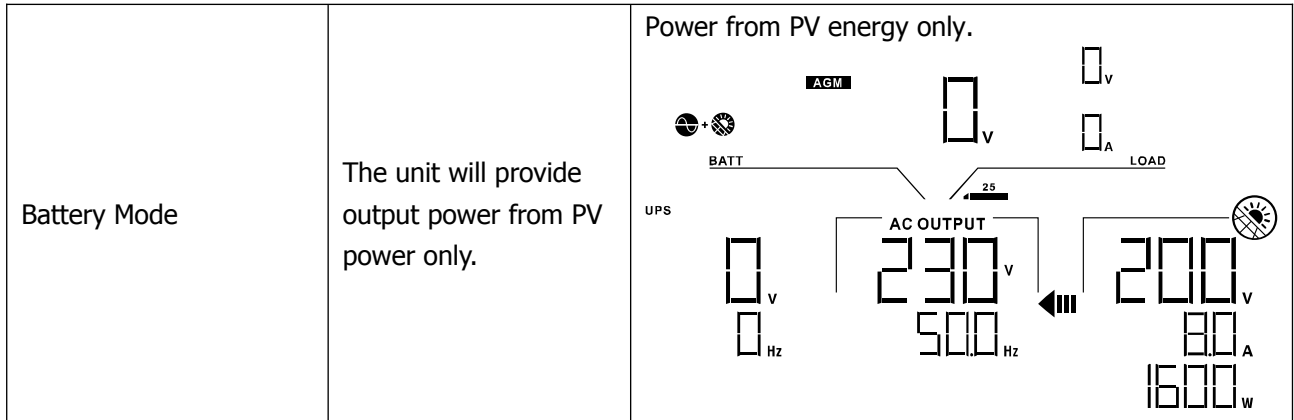 Battery Mode
The unit will provide
output power from PV
power only.
Power from PV energy only.
AGM
0V
0V
0A
+
BATT
LOAD
25
UPS
AC OUTPUT
0V
230V
200V
0Hz
50.0Hz
8.0A
1600W